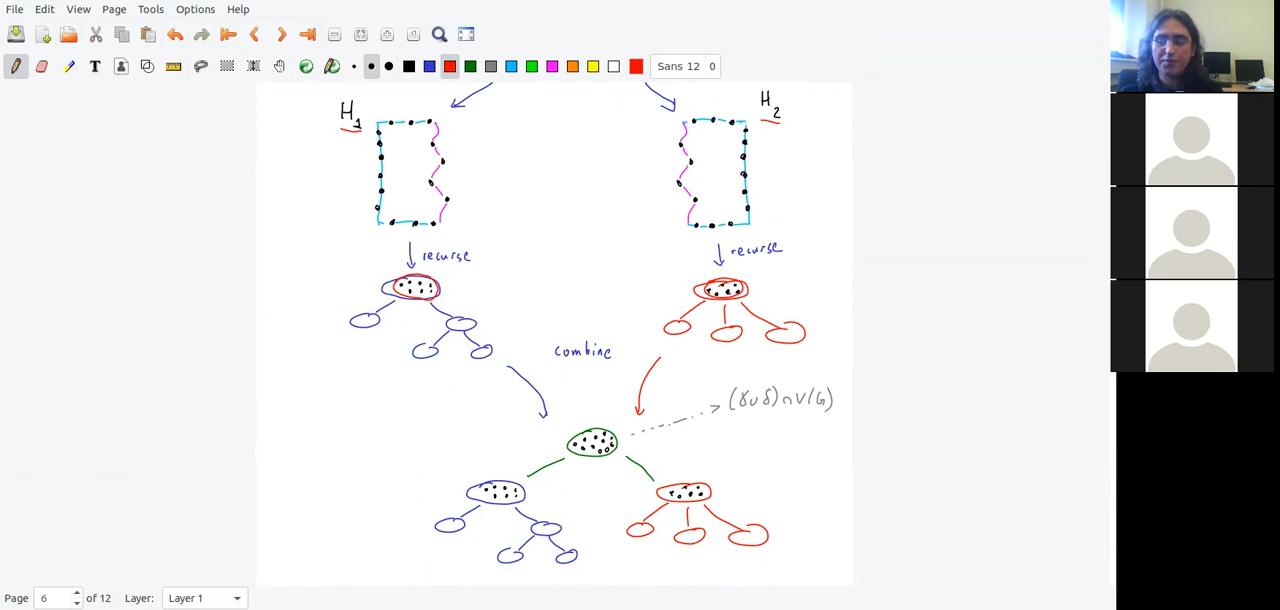 File Edit View Page Tools Options Help
Sans 12 0
H1
H2
recurse
recurse
combine
(γ∪δ)∩V(G)
Page 6 of 12 Layer: Layer 1